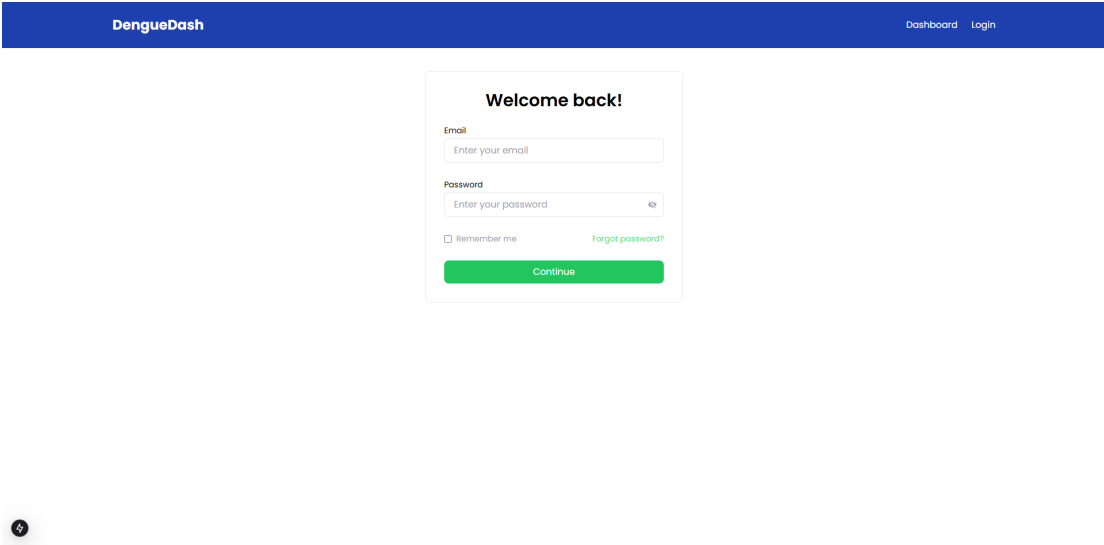 DengueDash
Dashboard Login
Welcome back!
Email
Enter your email
Password
Enter your password
Remember me Forgot password?
Continue